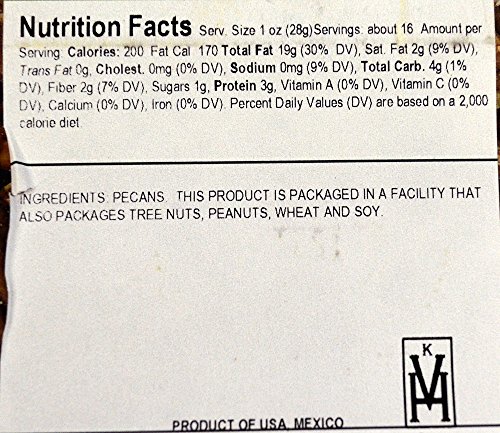 Nutrition Facts Serv. Size 1 oz (28g)Servings: about 16 Amount per
Serving: Calories: 200 Fat Cal 170 Total Fat 19g (30% DV), Sat. Fat 2g (9% DV),
Trans Fat 0g, Cholest. 0mg (0% DV), Sodium 0mg (9% DV), Total Carb. 4g (1%
DV), Fiber 2g (7% DV), Sugars 1g, Protein 3g, Vitamin A (0% DV), Vitamin C (0%
DV), Calcium (0% DV), Iron (0% DV). Percent Daily Values (DV) are based on a 2,000
calorie diet.
INGREDIENTS: PECANS. THIS PRODUCT IS PACKAGED IN A FACILITY THAT
ALSO PACKAGES TREE NUTS, PEANUTS, WHEAT AND SOY.
K
VH
PRODUCT OF USA, MEXICO